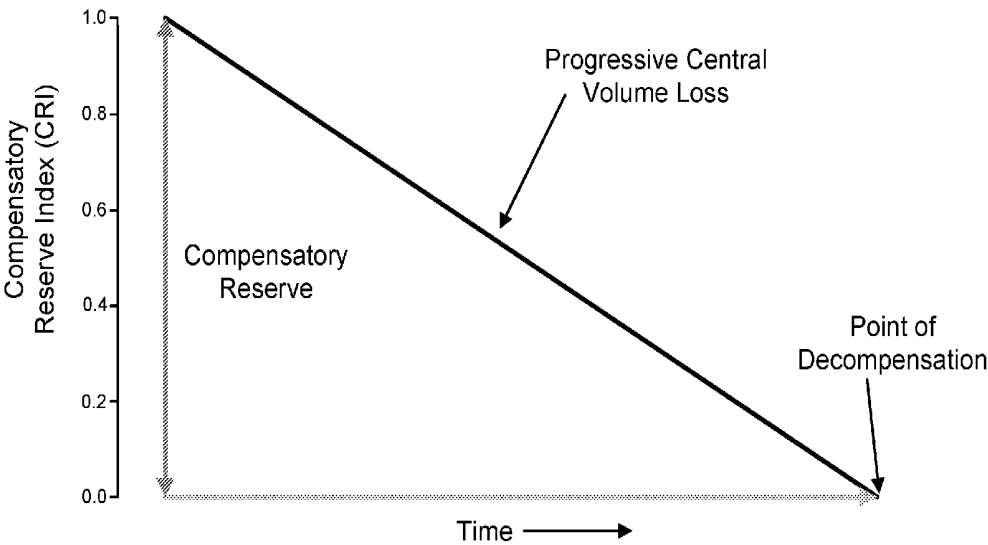 1.0
0.8
0.6
0.4
0.2
0.0
Compensatory
Reserve Index (CRI)
Progressive Central
Volume Loss
Compensatory
Reserve
Point of
Decompensation
Time